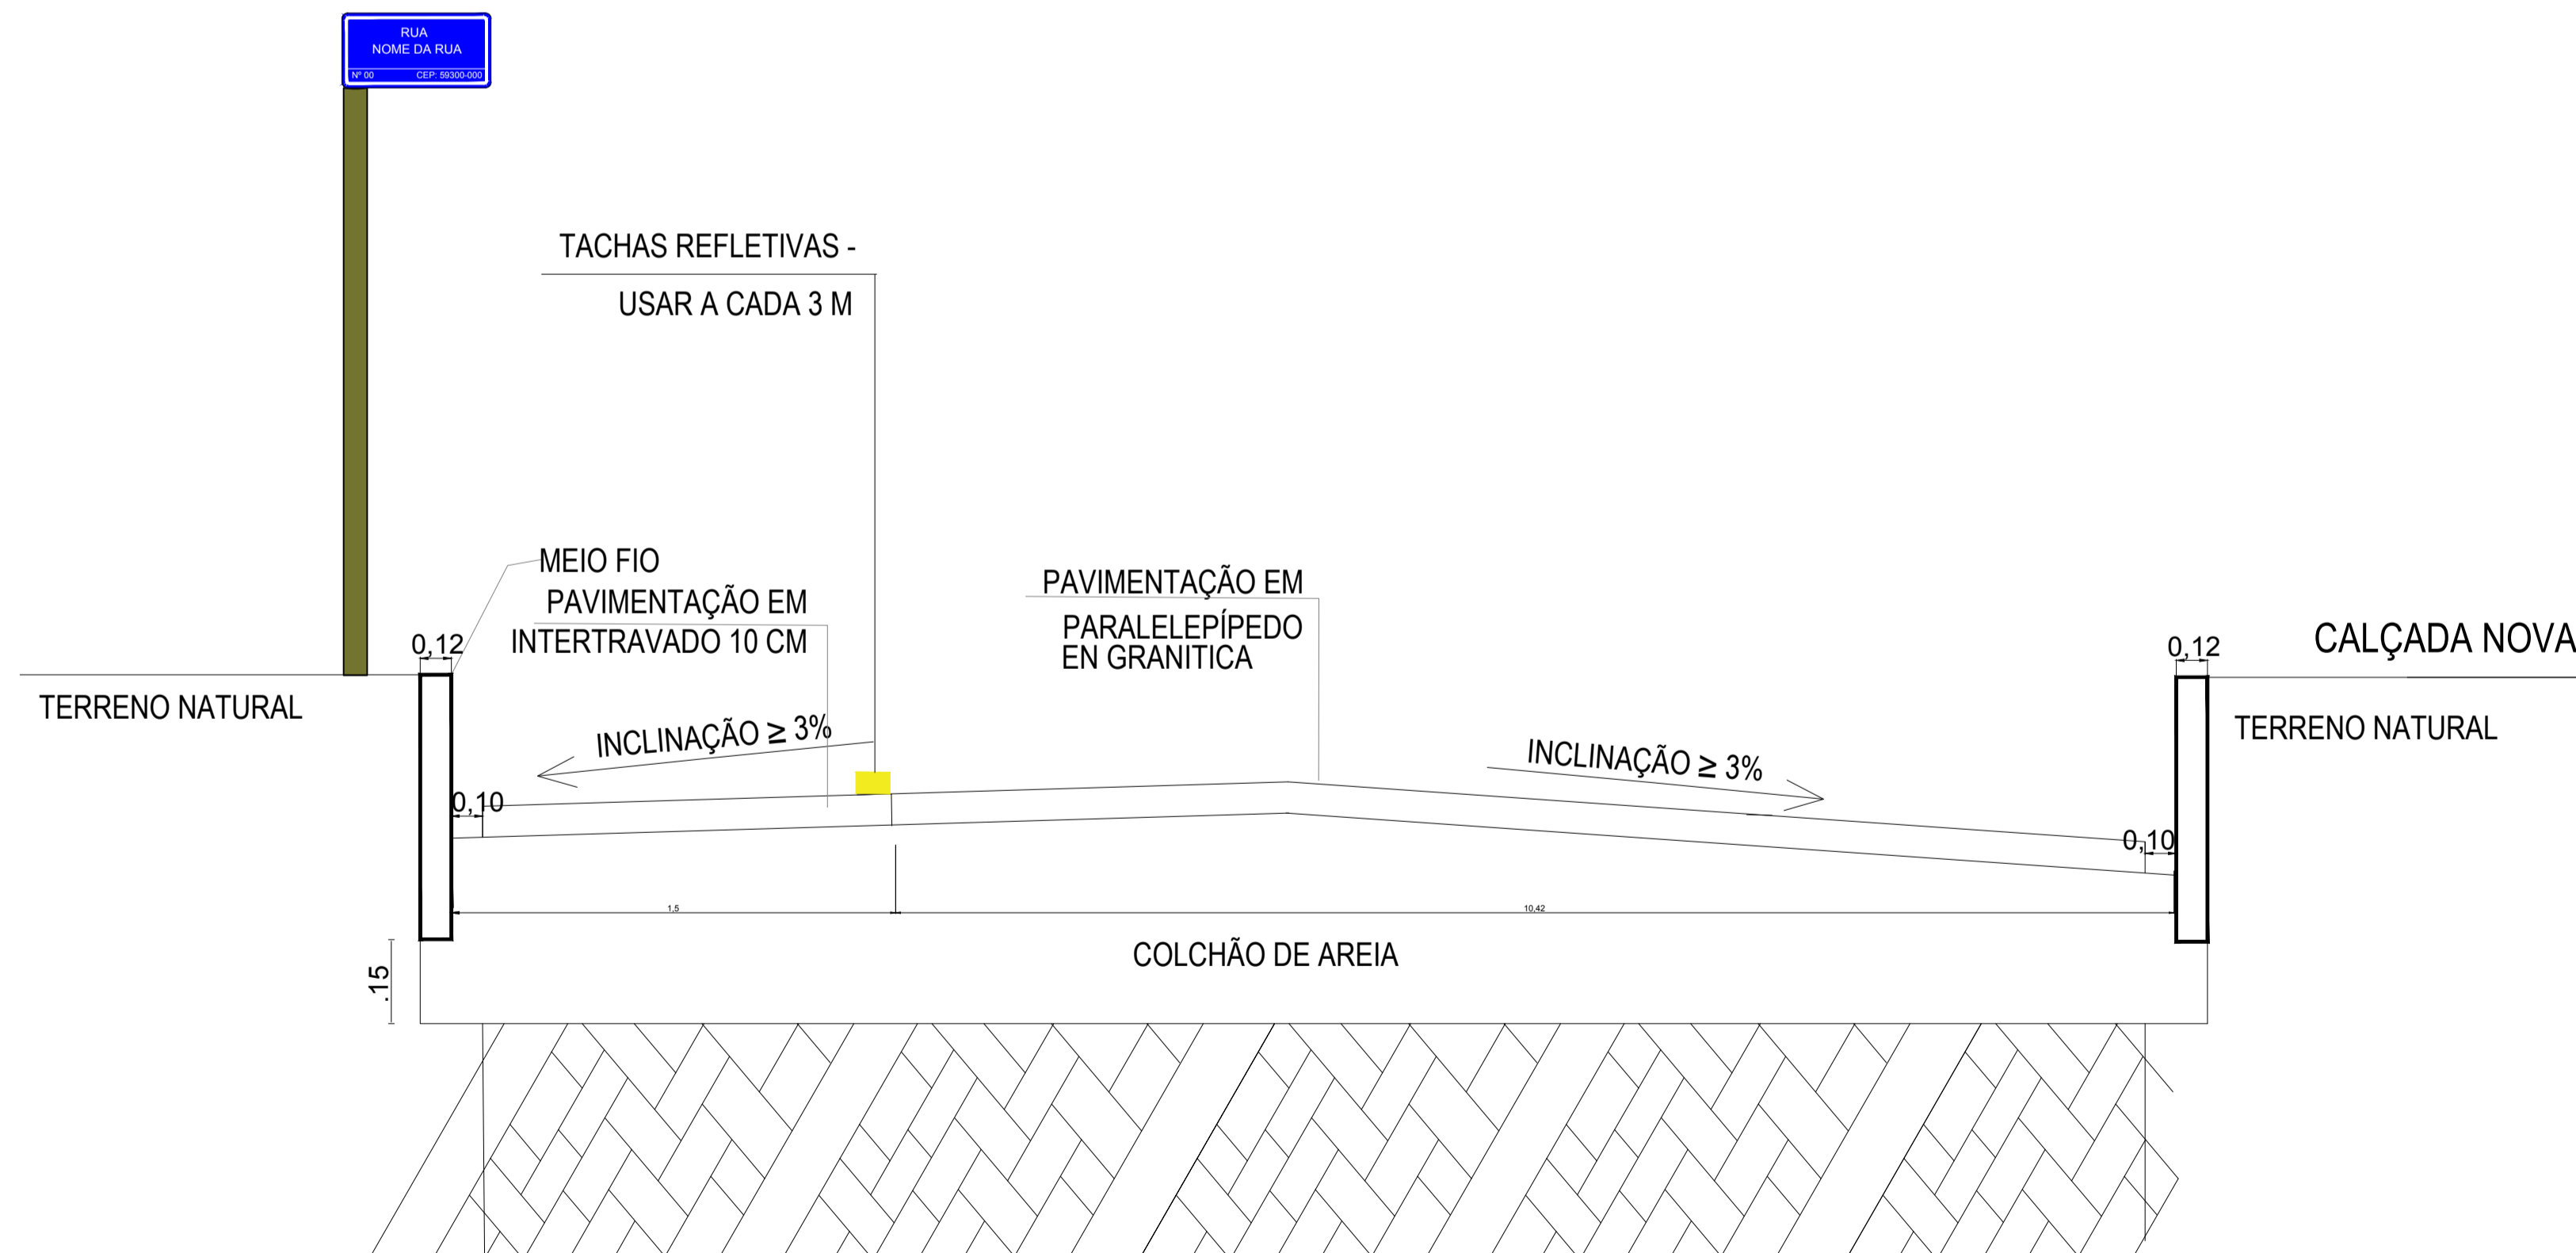 RUA
NOME DA RUA
Nº 00 CEP: 59300-000
TACHAS REFLETIVAS -
USAR A CADA 3 M
MEIO FIO
PAVIMENTAÇÃO EM
INTERTRAVADO 10 CM
PAVIMENTAÇÃO EM
PARALELEPÍPEDO
EN GRANITICA
0,12
0,12
CALÇADA NOVA
TERRENO NATURAL
TERRENO NATURAL
INCLINAÇÃO ≥ 3%
INCLINAÇÃO ≥ 3%
0,10
0,10
1,5
10,42
COLCHÃO DE AREIA
.15